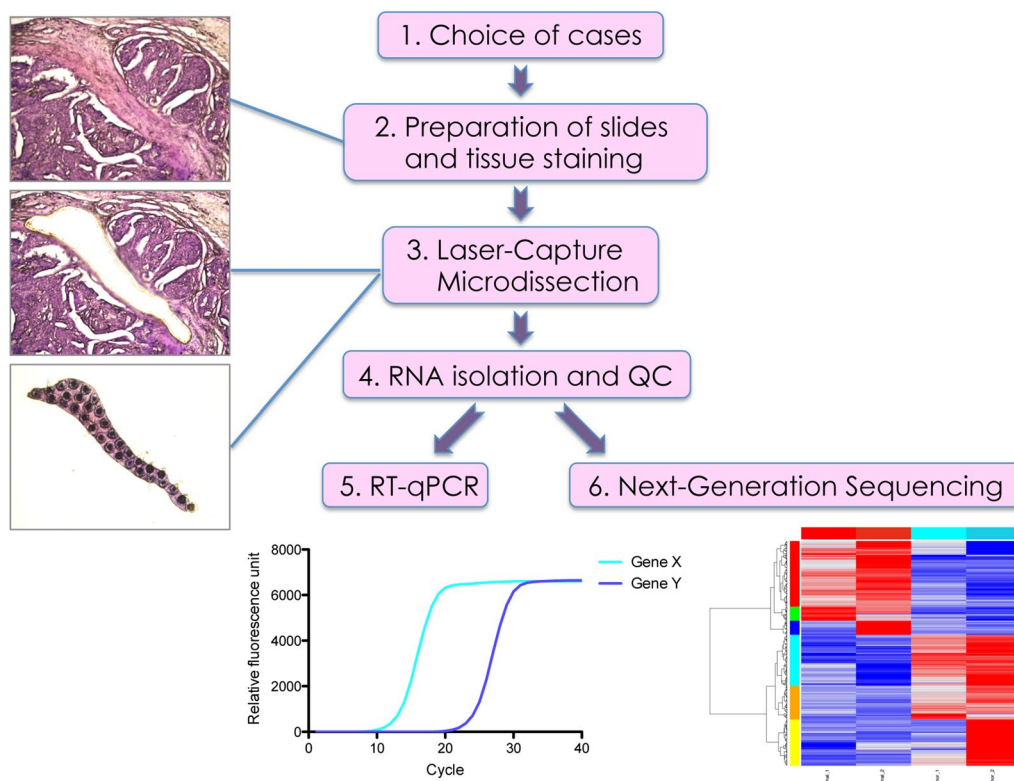 1. Choice of cases
2. Preparation of slides
and tissue staining
3. Laser-Capture
Microdissection
4. RNA isolation and QC
5. RT-qPCR
6. Next-Generation Sequencing
8000
6000
4000
2000
0
Relative fluorescence unit
0
10
20
30
40
Cycle
Gene X
Gene Y